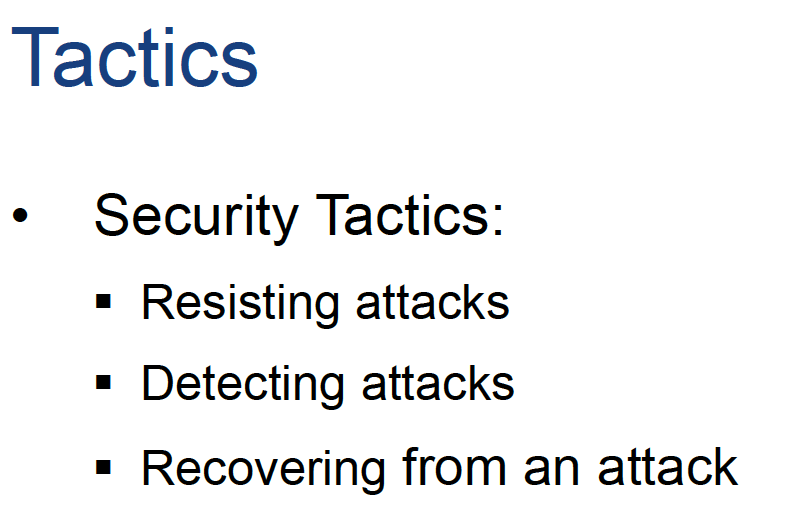 Tactics
• Security Tactics:
▪ Resisting attacks
▪ Detecting attacks
▪ Recovering from an attack